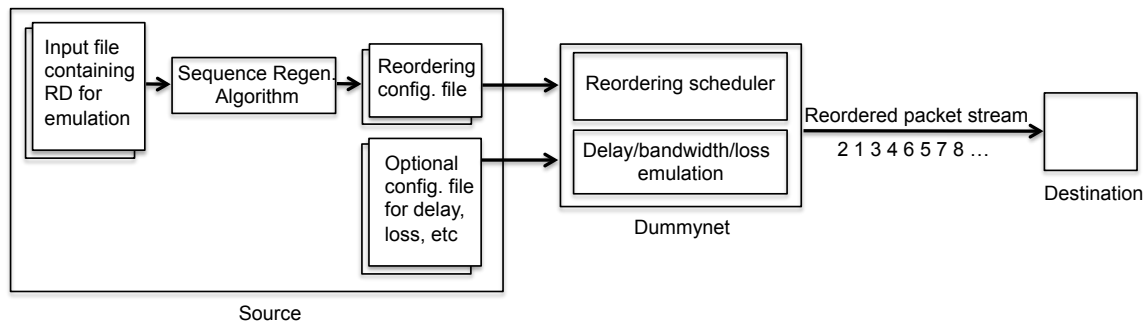 Input file
containing
RD for
emulation
Sequence Regen.
Algorithm
Reordering
config. file
Optional
config. file
for delay,
loss, etc
Source
Reordering scheduler
Delay/bandwidth/loss
emulation
Dummynet
Reordered packet stream
2 1 3 4 6 5 7 8 ...
Destination